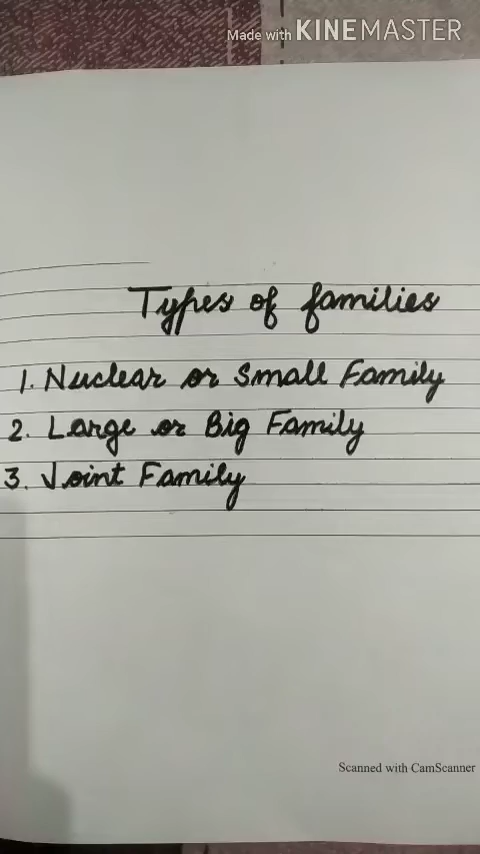 Made with KINEMASTER
Types of families
1. Nuclear or Small Family
2. Large or Big Family
3. Joint Family
Scanned with CamScanner